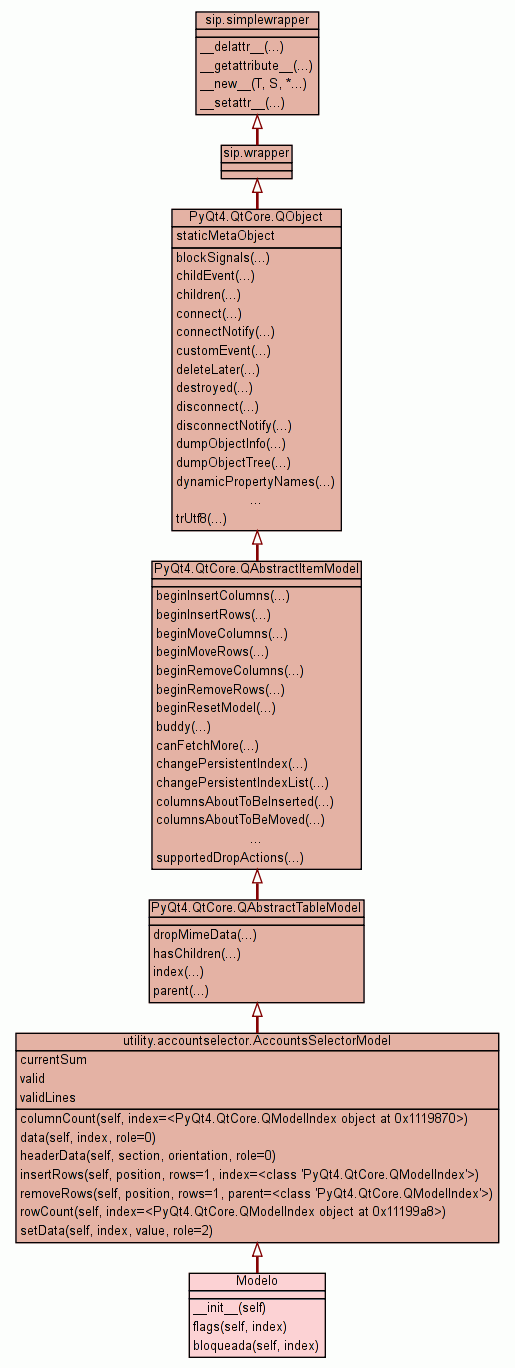 sip.simplewrapper
__delattr__(...)
__getattribute__(...)
__new__(T, S, *...)
__setattr__(...)
sip.wrapper
PyQt4.QtCore.QObject
staticMetaObject
blockSignals(...)
childEvent(...)
children(...)
connect(...)
connectNotify(...)
customEvent(...)
deleteLater(...)
destroyed(...)
disconnect(...)
disconnectNotify(...)
dumpObjectInfo(...)
dumpObjectTree(...)
dynamicPropertyNames(...)
...
trUtf8(...)
PyQt4.QtCore.QAbstractItemModel
beginInsertColumns(...)
beginInsertRows(...)
beginMoveColumns(...)
beginMoveRows(...)
beginRemoveColumns(...)
beginRemoveRows(...)
beginResetModel(...)
buddy(...)
canFetchMore(...)
changePersistentIndex(...)
changePersistentIndexList(...)
columnsAboutToBeInserted(...)
columnsAboutToBeMoved(...)
...
supportedDropActions(...)
PyQt4.QtCore.QAbstractTableModel
dropMimeData(...)
hasChildren(...)
index(...)
parent(...)
utility.accountselector.AccountsSelectorModel
currentSum
valid
validLines
columnCount(self, index=<PyQt4.QtCore.QModelIndex object at 0x1119870>)
data(self, index, role=0)
headerData(self, section, orientation, role=0)
insertRows(self, position, rows=1, index=<class 'PyQt4.QtCore.QModelIndex'>)
removeRows(self, position, rows=1, parent=<class 'PyQt4.QtCore.QModelIndex'>)
rowCount(self, index=<PyQt4.QtCore.QModelIndex object at 0x11199a8>)
setData(self, index, value, role=2)
Modelo
__init__(self)
flags(self, index)
bloqueada(self, index)